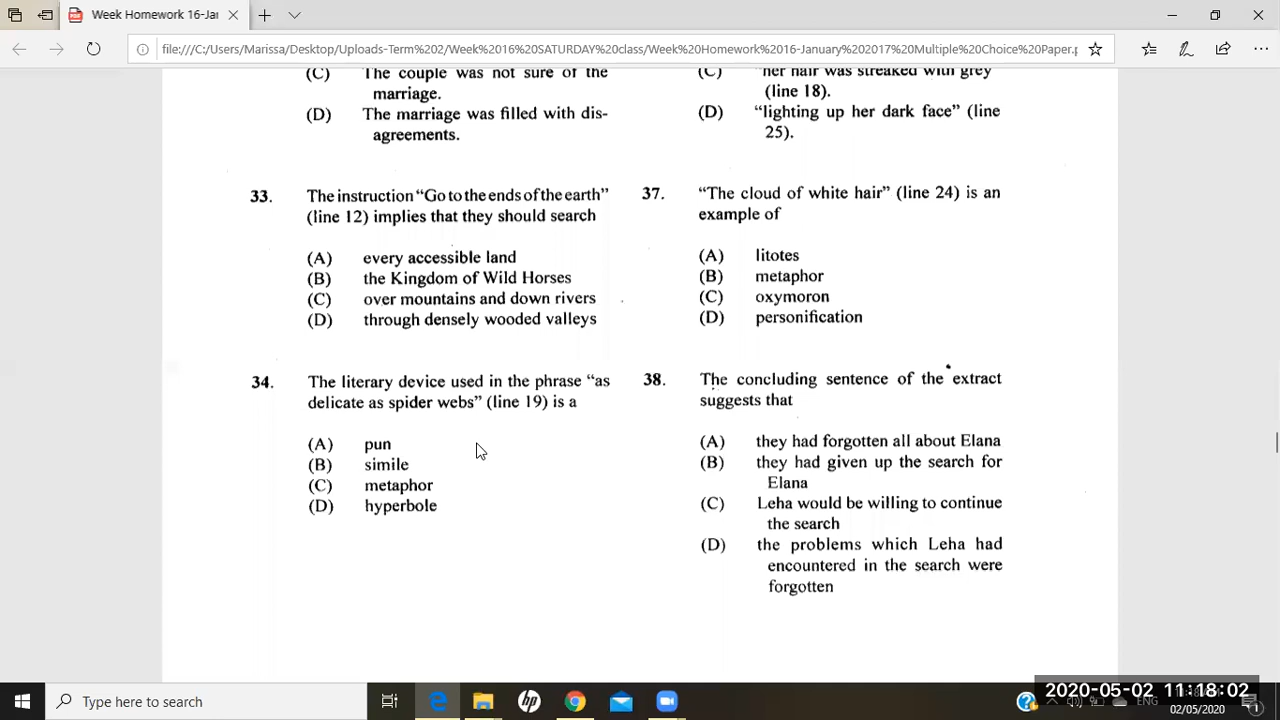 Week Homework 16-Jan
file:///C:/Users/Marissa/Desktop/Uploads-Term%202/Week%2016%20SATURDAY%20class/Week%20Homework%2016-January%202017%20Multiple%20Choice%20Paper.p
(C) The couple was not sure of the
marriage.
(D) The marriage was filled with dis-
agreements.
33. The instruction “Go to the ends of the earth”
(line 12) implies that they should search
(A) every accessible land
(B) the Kingdom of Wild Horses
(C) over mountains and down rivers
(D) through densely wooded valleys
34. The literary device used in the phrase “as
delicate as spider webs” (line 19) is a
(A) pun
(B) simile
(C) metaphor
(D) hyperbole
(C) “her hair was streaked with grey
(line 18).
(D) “lighting up her dark face” (line
25).
37. “The cloud of white hair” (line 24) is an
example of
(A) litotes
(B) metaphor
(C) oxymoron
(D) personification
38. The concluding sentence of the extract
suggests that
(A) they had forgotten all about Elana
(B) they had given up the search for
Elana
(C) Leha would be willing to continue
the search
(D) the problems which Leha had
encountered in the search were
forgotten
Type here to search
hp
ENG
2020-05-02 11:18:02
02/05/2020